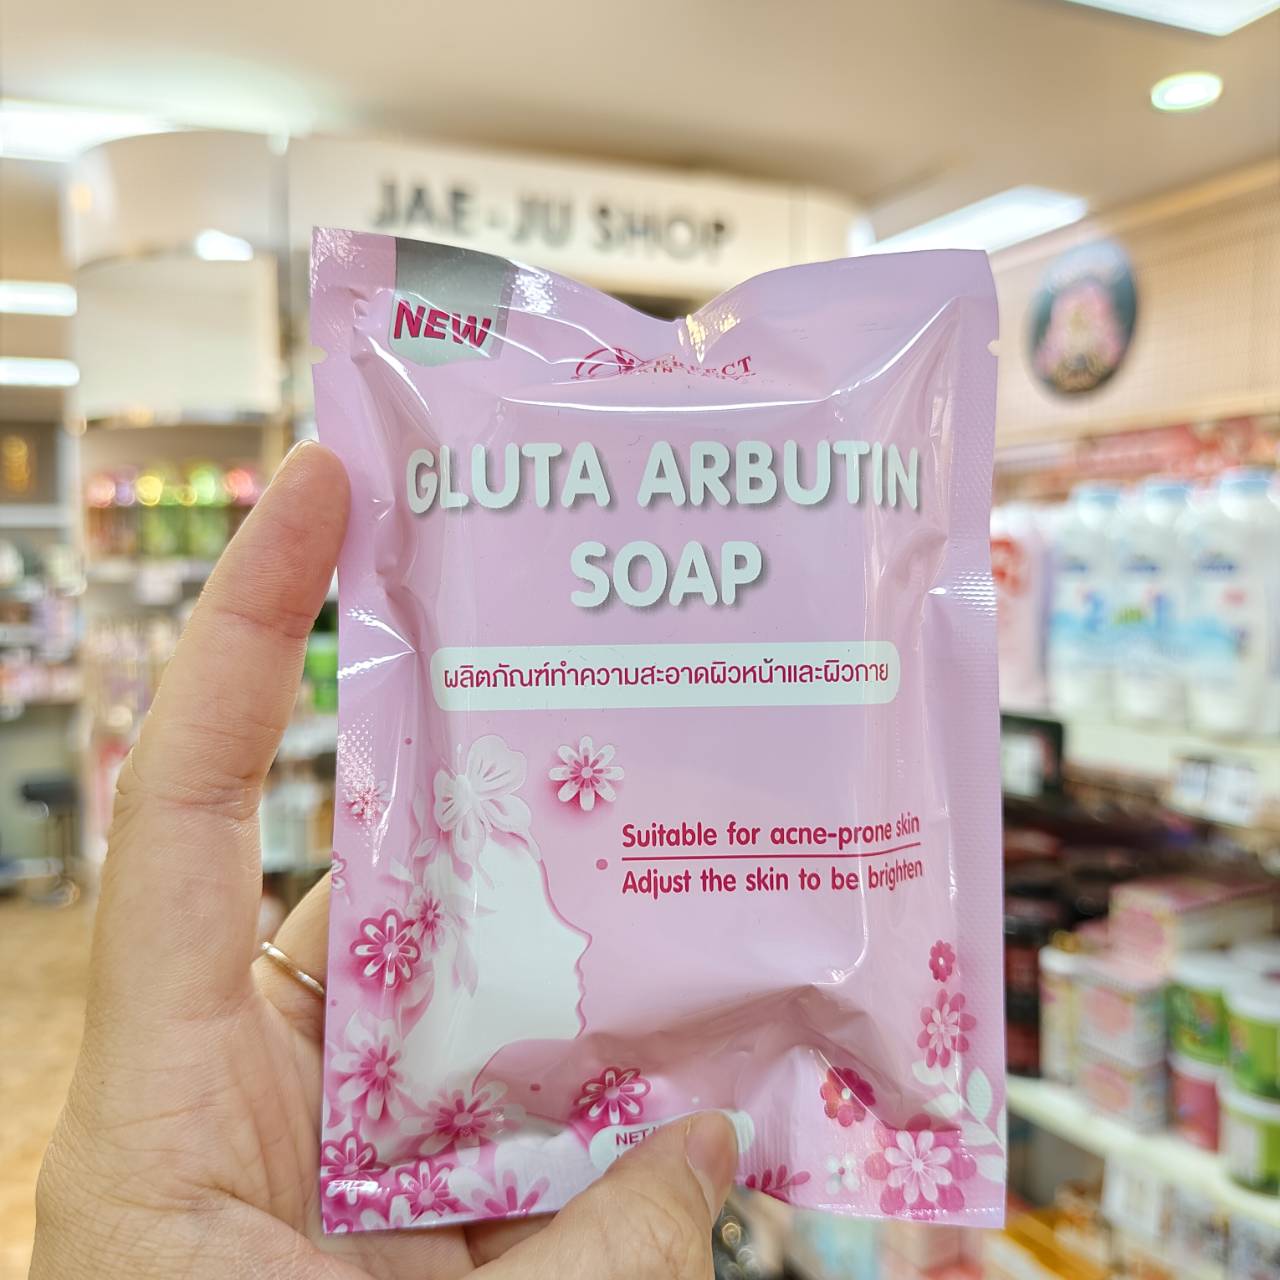 JAE-JU SHOP
NEW
PERFECT
GLUTA ARBUTIN
SOAP
ผลิตภัณฑ์ทำความสะอาดผิวหน้าและผิวกาย
Suitable for acne-prone skin
Adjust the skin to be brighten
NET